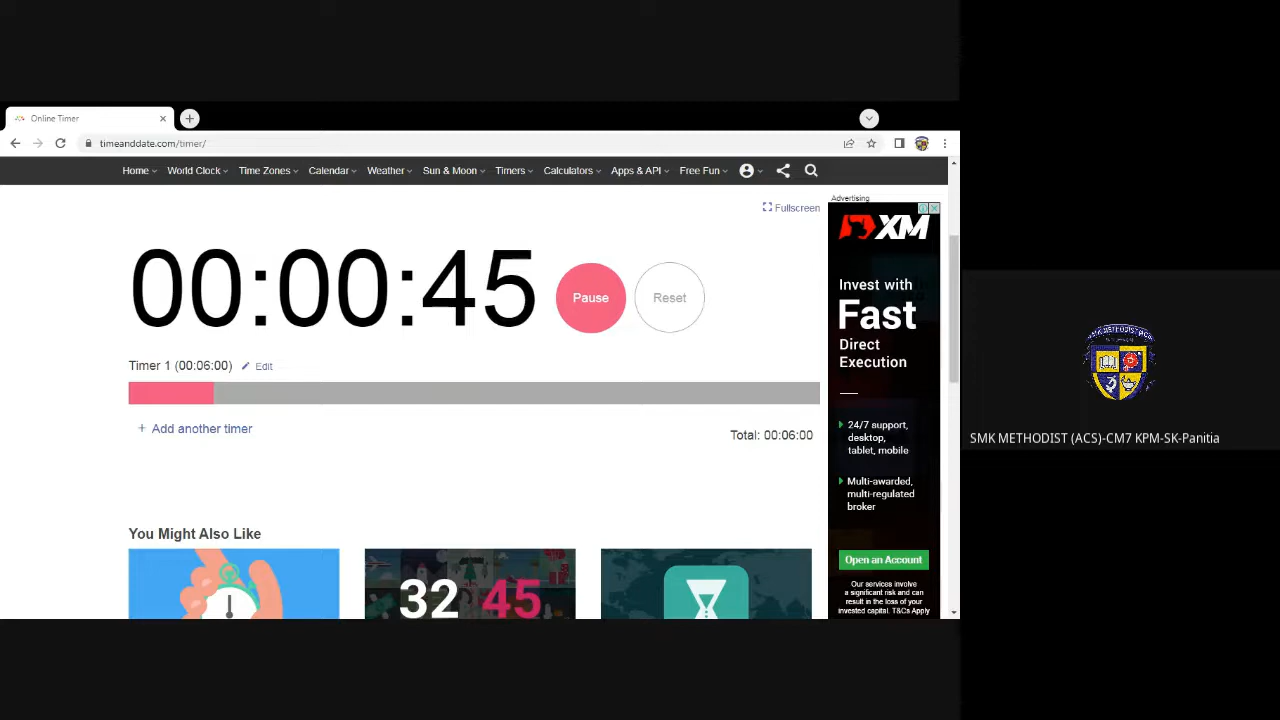 Online Timer
timeanddate.com/timer/
Home World Clock Time Zones Calendar Weather Sun & Moon Timers Calculators Apps & API Free Fun
Advertising
Fullscreen
XM
00:00:45 Pause Reset
Invest with
Fast
Direct
Execution
Timer 1 (00:06:00) Edit
+ Add another timer
Total: 00:06:00
24/7 support,
desktop,
tablet, mobile
Multi-awarded,
multi-regulated
broker
Open an Account
Our services involve
a significant risk and can
result in the loss of your
invested capital. T&Cs Apply
You Might Also Like
32 45
SMK METHODIST (ACS)-CM7 KPM-SK-Panitia